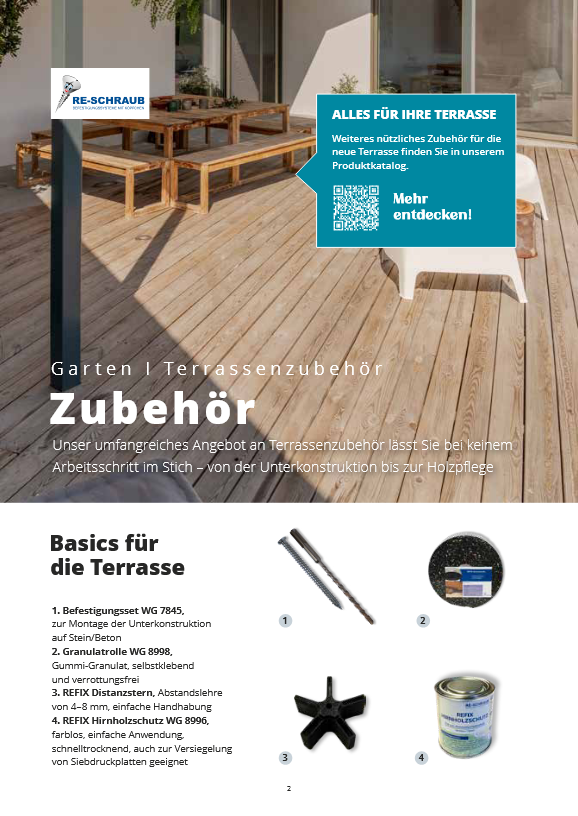 RE-SCHRAUB
BEFESTIGUNGSSYSTEME MIT KÖPFCHEN
ALLES FÜR IHRE TERRASSE
Weiteres nützliches Zubehör für die
neue Terrasse finden Sie in unserem
Produktkatalog.
Mehr
entdecken!
Garten I Terrassenzubehör
Zubehör
Unser umfangreiches Angebot an Terrassenzubehör lässt Sie bei keinem
Arbeitsschritt im Stich – von der Unterkonstruktion bis zur Holzpflege
Basics für
die Terrasse
1. Befestigungsset WG 7845,
zur Montage der Unterkonstruktion
auf Stein/Beton
2. Granulatrolle WG 8998,
Gummi-Granulat, selbstklebend
und verrottungsfrei
3. REFIX Distanzstern, Abstandslehre
von 4–8 mm, einfache Handhabung
4. REFIX Hirnholzschutz WG 8996,
farblos, einfache Anwendung,
schnelltrocknend, auch zur Versiegelung
von Siebdruckplatten geeignet
1
2
3
RE-SCHRAUB
REFIX
HIRNHOLZSCHUTZ
4
2